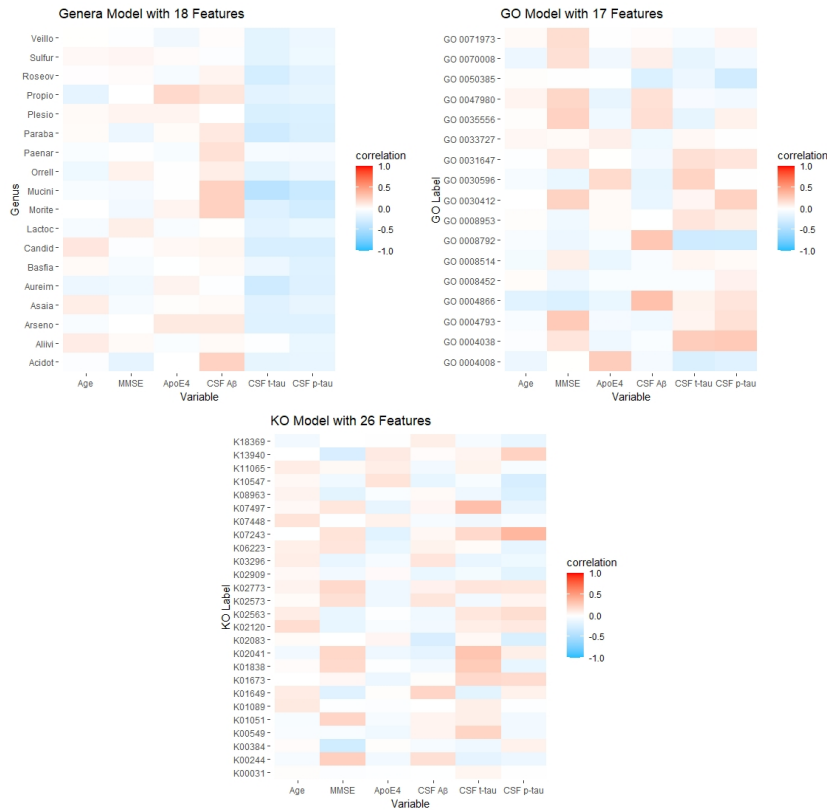 Genera Model with 18 Features
Genus
Veillo
Sulfur
Roseov
Propio
Plesio
Paraba
Paenar
Orrell
Mucini
Morite
Lactoc
Candid
Basfia
Aureim
Asaia
Arseno
Aliivi
Acidot
Age MMSE ApoE4 CSF Aβ CSF t-tau CSF p-tau
Variable
correlation
1.0
0.5
0.0
-0.5
-1.0
GO Model with 17 Features
GO Label
GO 0071973
GO 0070008
GO 0050385
GO 0047980
GO 0035556
GO 0033727
GO 0031647
GO 0030596
GO 0030412
GO 0008953
GO 0008792
GO 0008514
GO 0008452
GO 0004866
GO 0004793
GO 0004038
GO 0004008
Age MMSE ApoE4 CSF Aβ CSF t-tau CSF p-tau
Variable
correlation
1.0
0.5
0.0
-0.5
-1.0
KO Model with 26 Features
KO Label
K18369
K13940
K11065
K10547
K08963
K07497
K07448
K07243
K06223
K03296
K02909
K02773
K02573
K02563
K02120
K02083
K02041
K01838
K01673
K01649
K01089
K01051
K00549
K00384
K00244
K00031
Age MMSE ApoE4 CSF Aβ CSF t-tau CSF p-tau
Variable
correlation
1.0
0.5
0.0
-0.5
-1.0